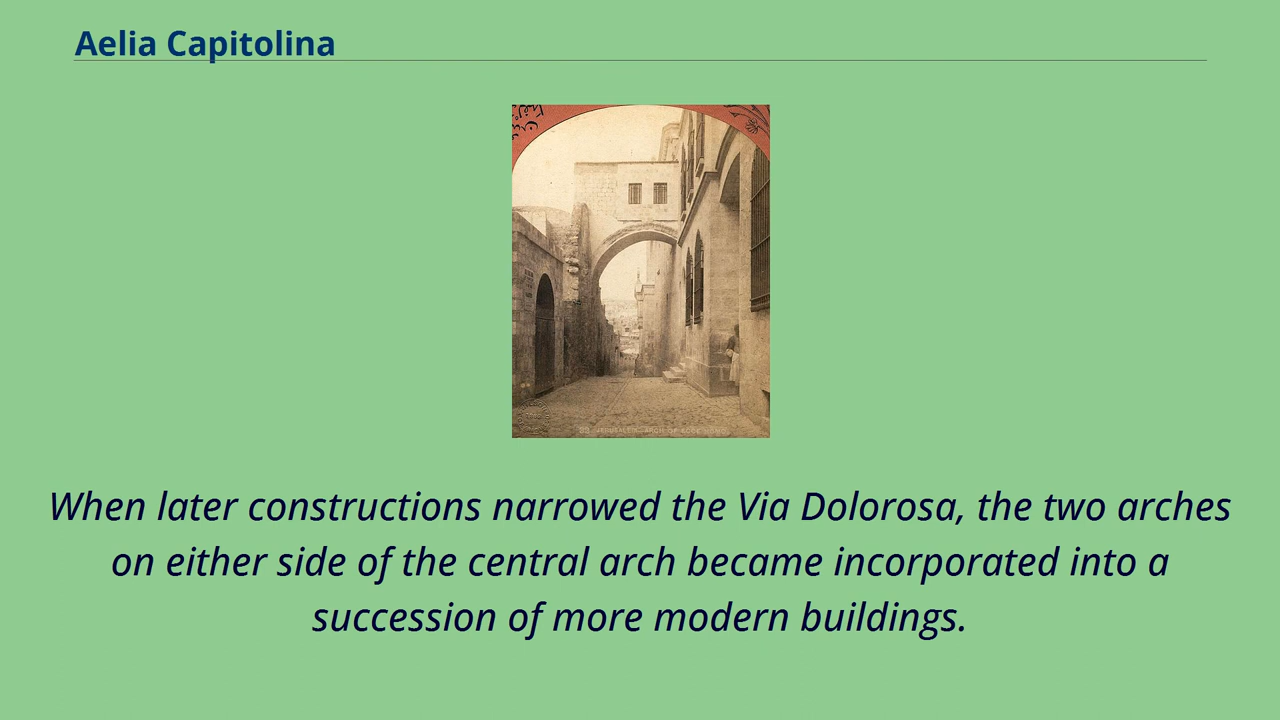 Aelia Capitolina
When later constructions narrowed the Via Dolorosa, the two arches
on either side of the central arch became incorporated into a
succession of more modern buildings.